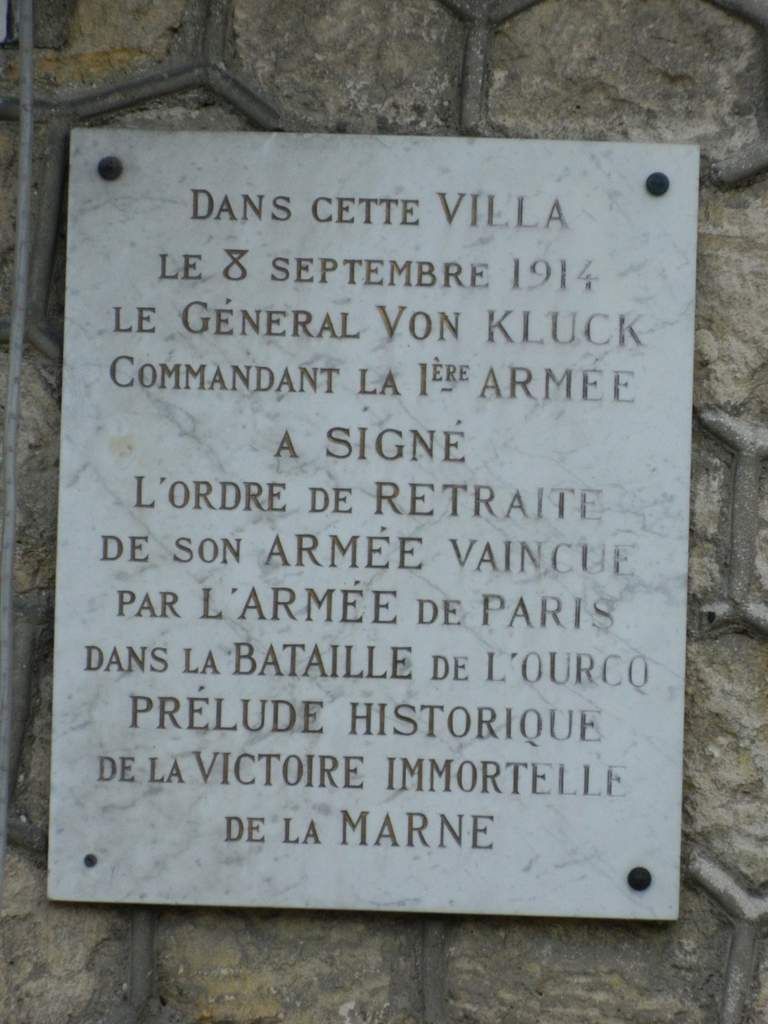 DANS CETTE VILLA
LE 8 SEPTEMBRE 1914
LE GÉNERAL VON KLUCK
COMMANDANT LA 1ÈRE ARMÉE
A SIGNÉ
L'ORDRE DE RETRAITE
DE SON ARMÉE VAINCUE
PAR L'ARMÉE DE PARIS
DANS LA BATAILLE DE L'OURCQ
PRÉLUDE HISTORIQUE
DE LA VICTOIRE IMMORTELLE
DE LA MARNE